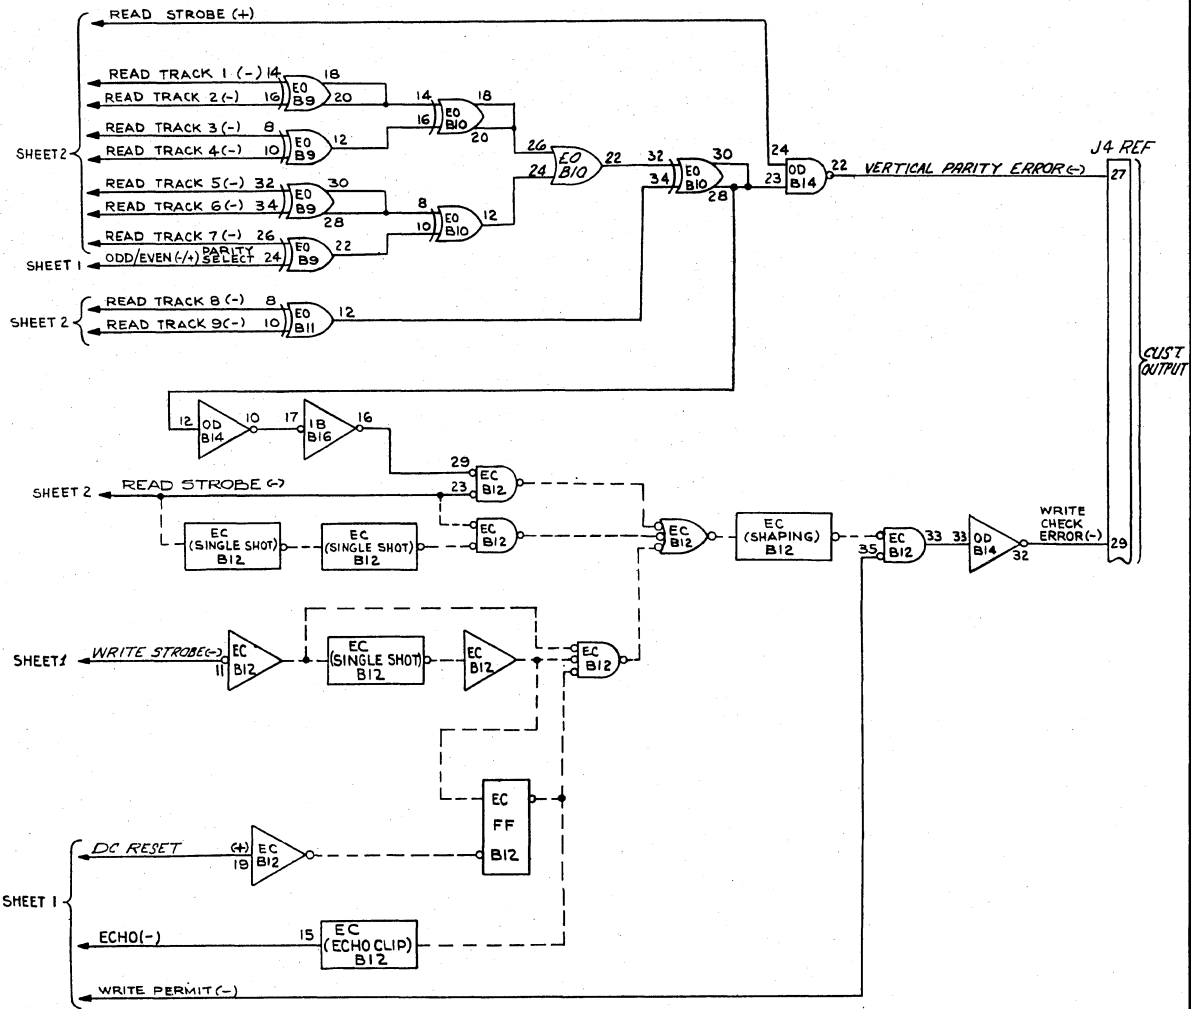 READ STROBE (+)
READ TRACK 1 (-) 14
READ TRACK 2 (-) 16
EO
B9
18
20
READ TRACK 3 (-) 8
READ TRACK 4 (-) 10
EO
B9
12
14
16
EO
B10
18
20
SHEET 2
READ TRACK 5 (-) 32
READ TRACK 6 (-) 34
EO
B9
30
28
READ TRACK 7 (-) 26
ODD/EVEN (-/+) PARITY SELECT 24
EO
B9
22
8
10
EO
B10
12
SHEET 1
26
24
EO
B10
22
32
34
EO
B10
30
28
24
23
OD
B14
22
VERTICAL PARITY ERROR (-)
J4 REF
27
SHEET 2
READ TRACK 8 (-) 8
READ TRACK 9 (-) 10
EO
B11
12
CUST
OUTPUT
12
OD
B14
10
17
1B
B16
16
29
23
EC
B12
SHEET 2
READ STROBE (-)
EC
(SINGLE SHOT)
B12
EC
(SINGLE SHOT)
B12
EC
B12
EC
B12
EC
(SHAPING)
B12
35
EC
B12
33
33
OD
B14
32
WRITE
CHECK
ERROR (-)
29
SHEET 1
WRITE STROBE (-)
11
EC
B12
EC
(SINGLE SHOT)
B12
EC
B12
EC
B12
EC
FF
B12
DC RESET
(+)
19
EC
B12
SHEET 1
ECHO (-)
15
EC
(ECHO CLIP)
B12
WRITE PERMIT (-)